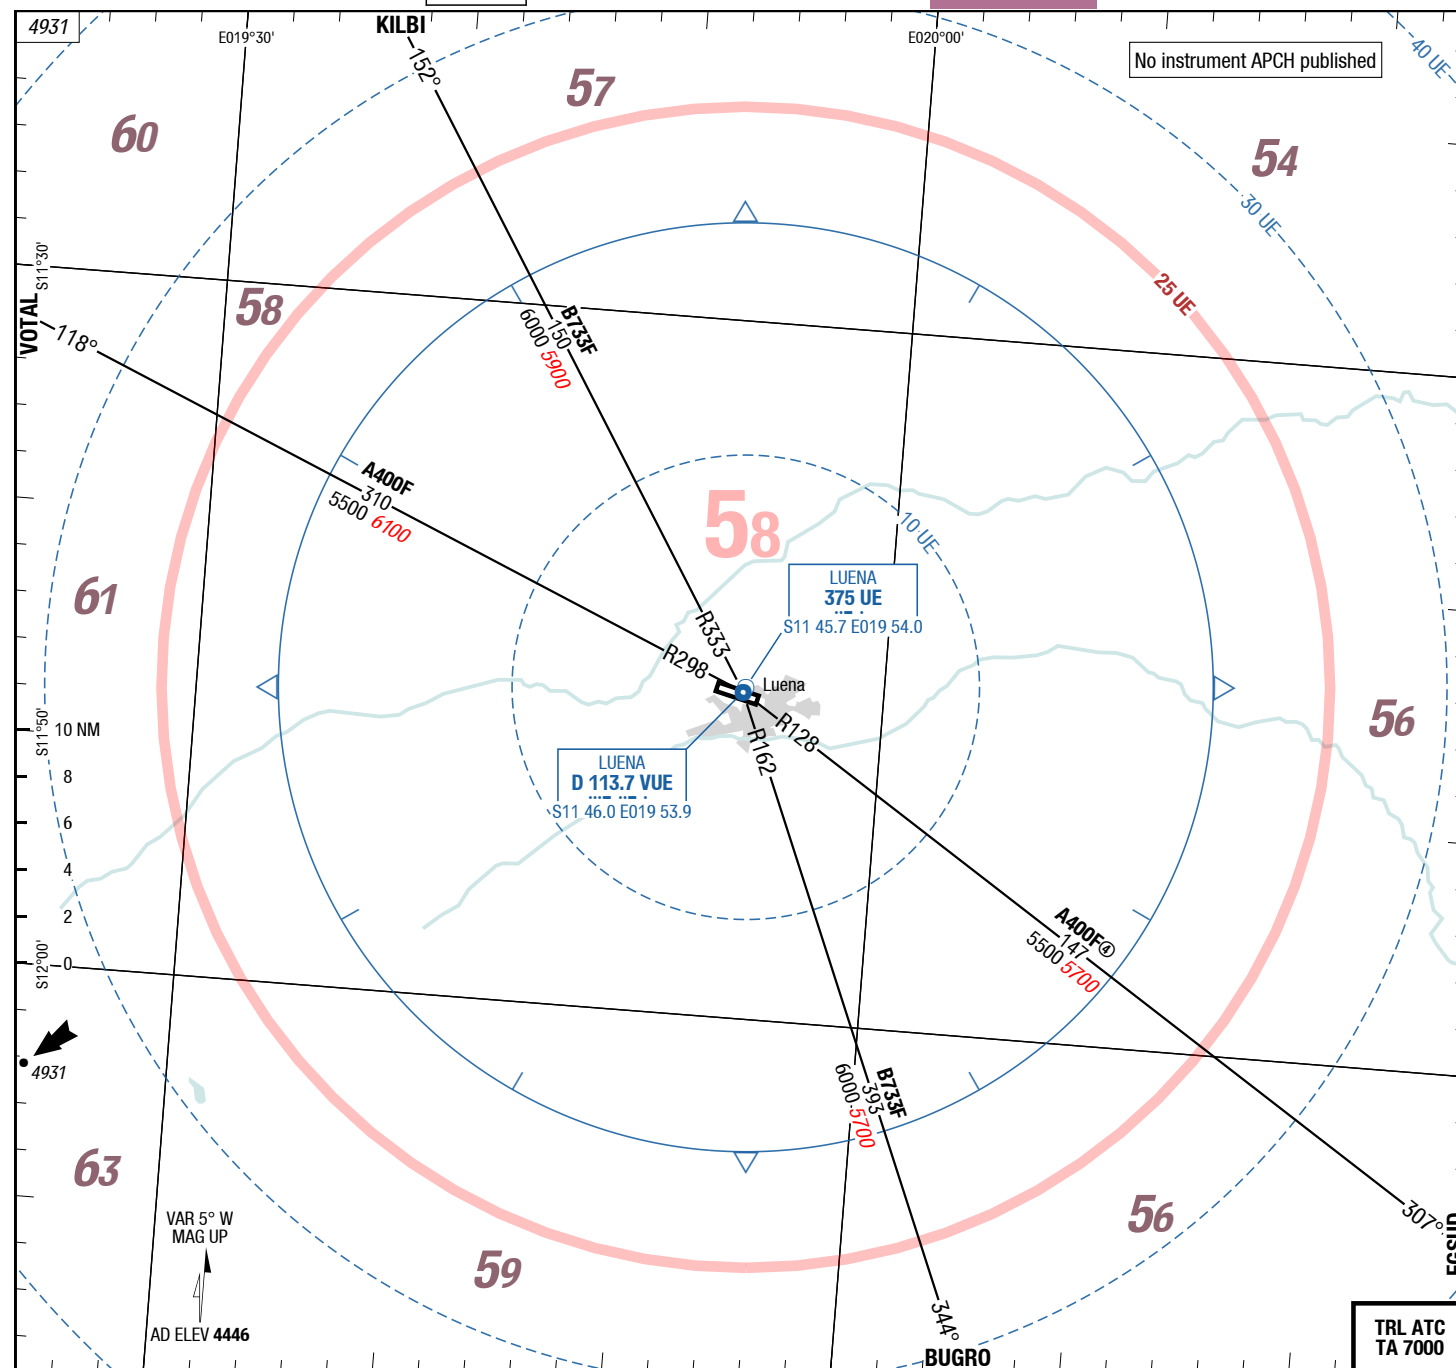 4931
E019°30'
KILBI
152°
E020°00'
40 UE
No instrument APCH published
57
60
54
30 UE
S11°30'
VOTAL
118°
58
25 UE
B733F
150
6000 5900
A400F
310
5500 6100
58
10 UE
LUENA
375 UE
S11 45.7 E019 54.0
61
R333
R298
Luena
S11°50'
10 NM
R128
R162
56
LUENA
D 113.7 VUE
S11 46.0 E019 53.9
8
6
4
2
0
S12°00'
A400F④
147
5500 5700
4931
B733F
393
6000 5700
63
VAR 5° W
MAG UP
56
307°
59
AD ELEV 4446
344°
BUGRO
TRL ATC
TA 7000